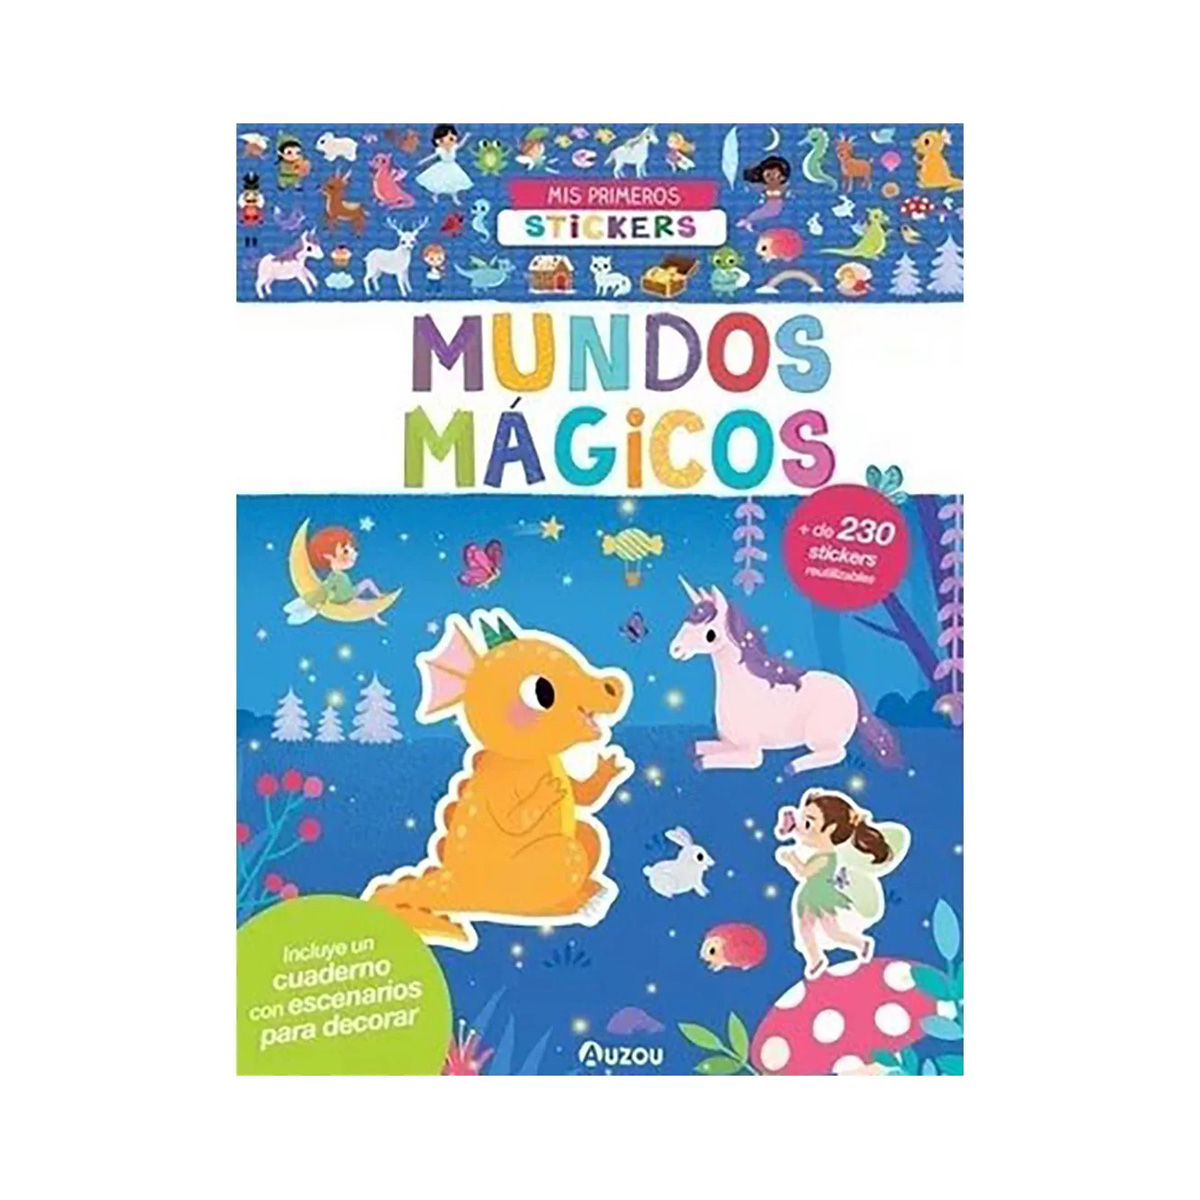 MIS PRIMEROS
STiCKERS
MUNDOS
MÁGiCOS
+ de 230
stickers
reutilizables
Incluye un
cuaderno
con escenarios
para decorar
AUZOU